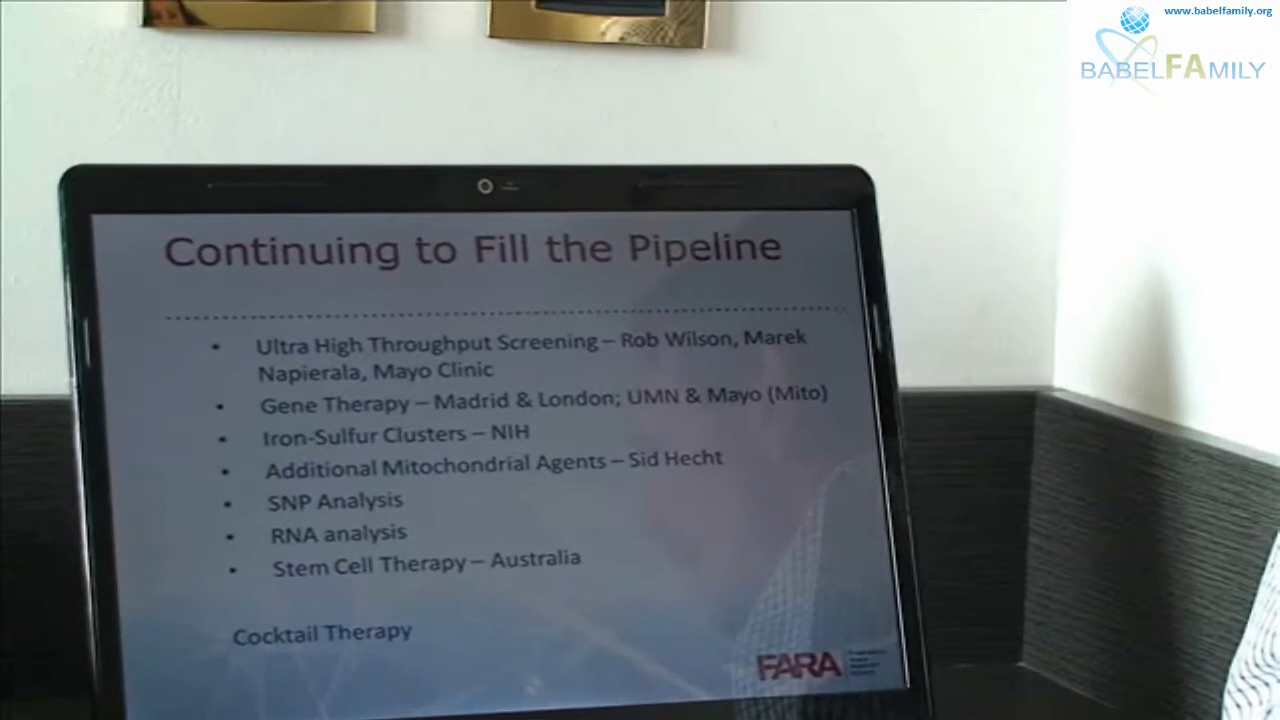 www.babelfamily.org
BABELFAMILY
Continuing to Fill the Pipeline
• Ultra High Throughput Screening – Rob Wilson, Marek
Napierala, Mayo Clinic
• Gene Therapy – Madrid & London; UMN & Mayo (Mito)
• Iron-Sulfur Clusters – NIH
• Additional Mitochondrial Agents – Sid Hecht
• SNP Analysis
• RNA analysis
• Stem Cell Therapy – Australia
Cocktail Therapy
FARA